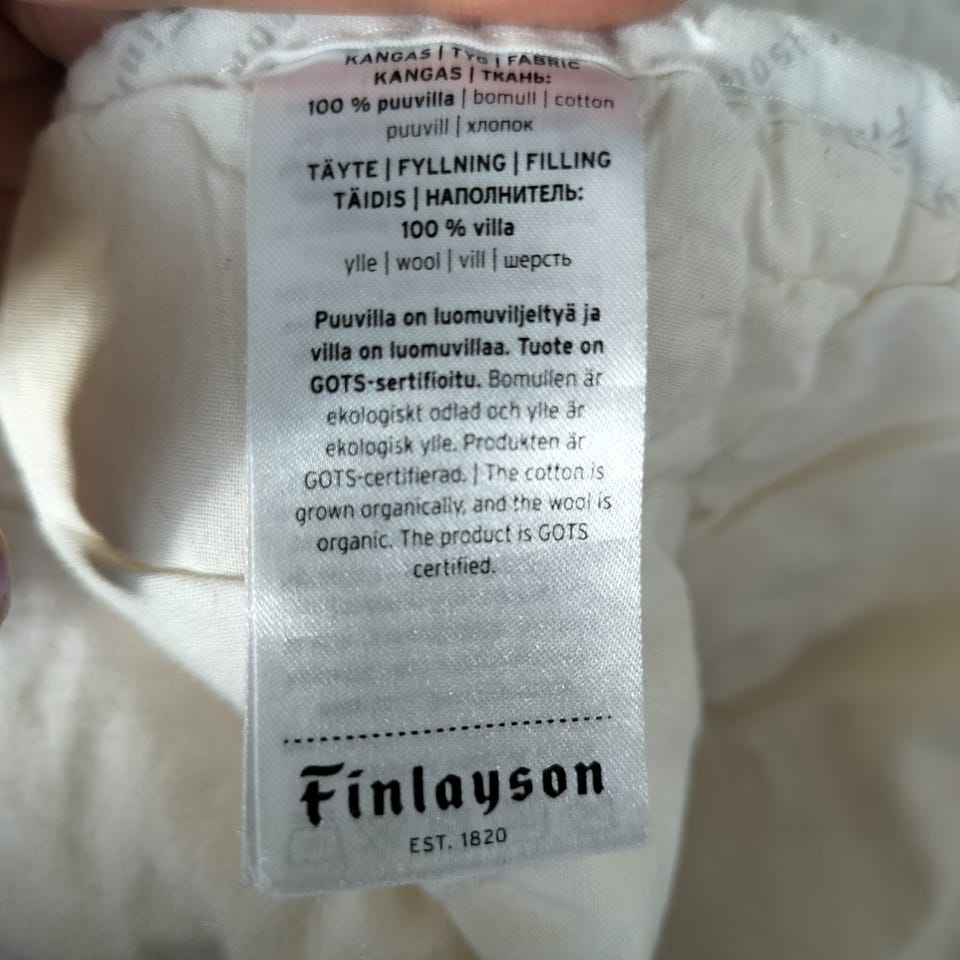 KANGAS | TYG | FABRIC
KANGAS | ТКАНЬ:
100 % puuvilla | bomull | cotton
puuvill | хлопок
TÄYTE | FYLLNING | FILLING
TÄIDIS | НАПОЛНИТЕЛЬ:
100 % villa
ylle | wool | vill | шерсть
Puuvilla on luomuviljeltyä ja
villa on luomuvillaa. Tuote on
GOTS-sertifioitu. Bomullen är
ekologiskt odlad och ylle är
ekologisk ylle. Produkten är
GOTS-certifierad. | The cotton is
grown organically, and the wool is
organic. The product is GOTS
certified.
Finlayson
EST. 1820